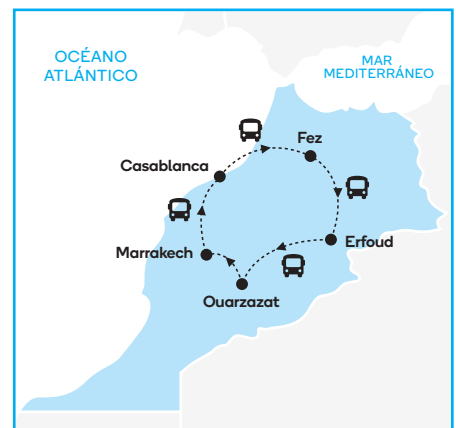 OCÉANO
ATLÁNTICO
MAR
MEDITERRÁNEO
Fez
Casablanca
Erfoud
Marrakech
Ouarzazat